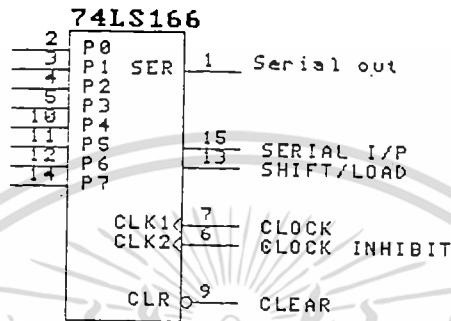 74LS166
2 P0
3 P1 SER 1 Serial out
4 P2
5 P3
10 P4
11 P5 15 SERIAL I/P
12 P6 13 SHIFT/LOAD
14 P7
CLK1 7 CLOCK
CLK2 6 CLOCK INHIBIT
CLR 9 CLEAR